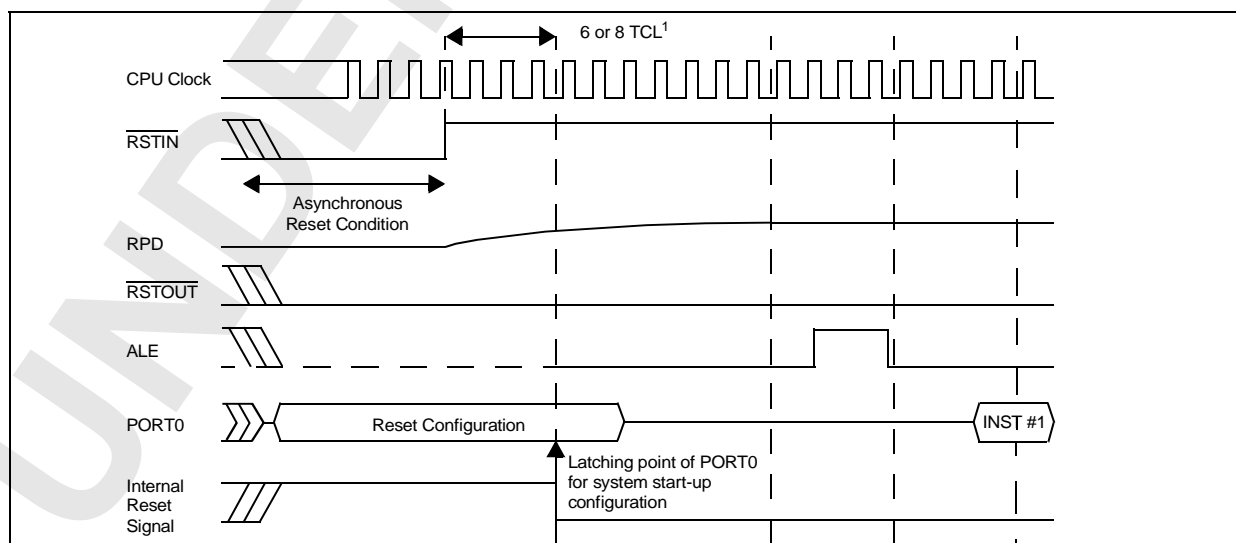 6 or 8 TCL1
CPU Clock
RSTIN
Asynchronous
Reset Condition
RPD
RSTOUT
ALE
PORT0
Reset Configuration
INST #1
Latching point of PORT0
for system start-up
configuration
Internal
Reset
Signal
UNDE